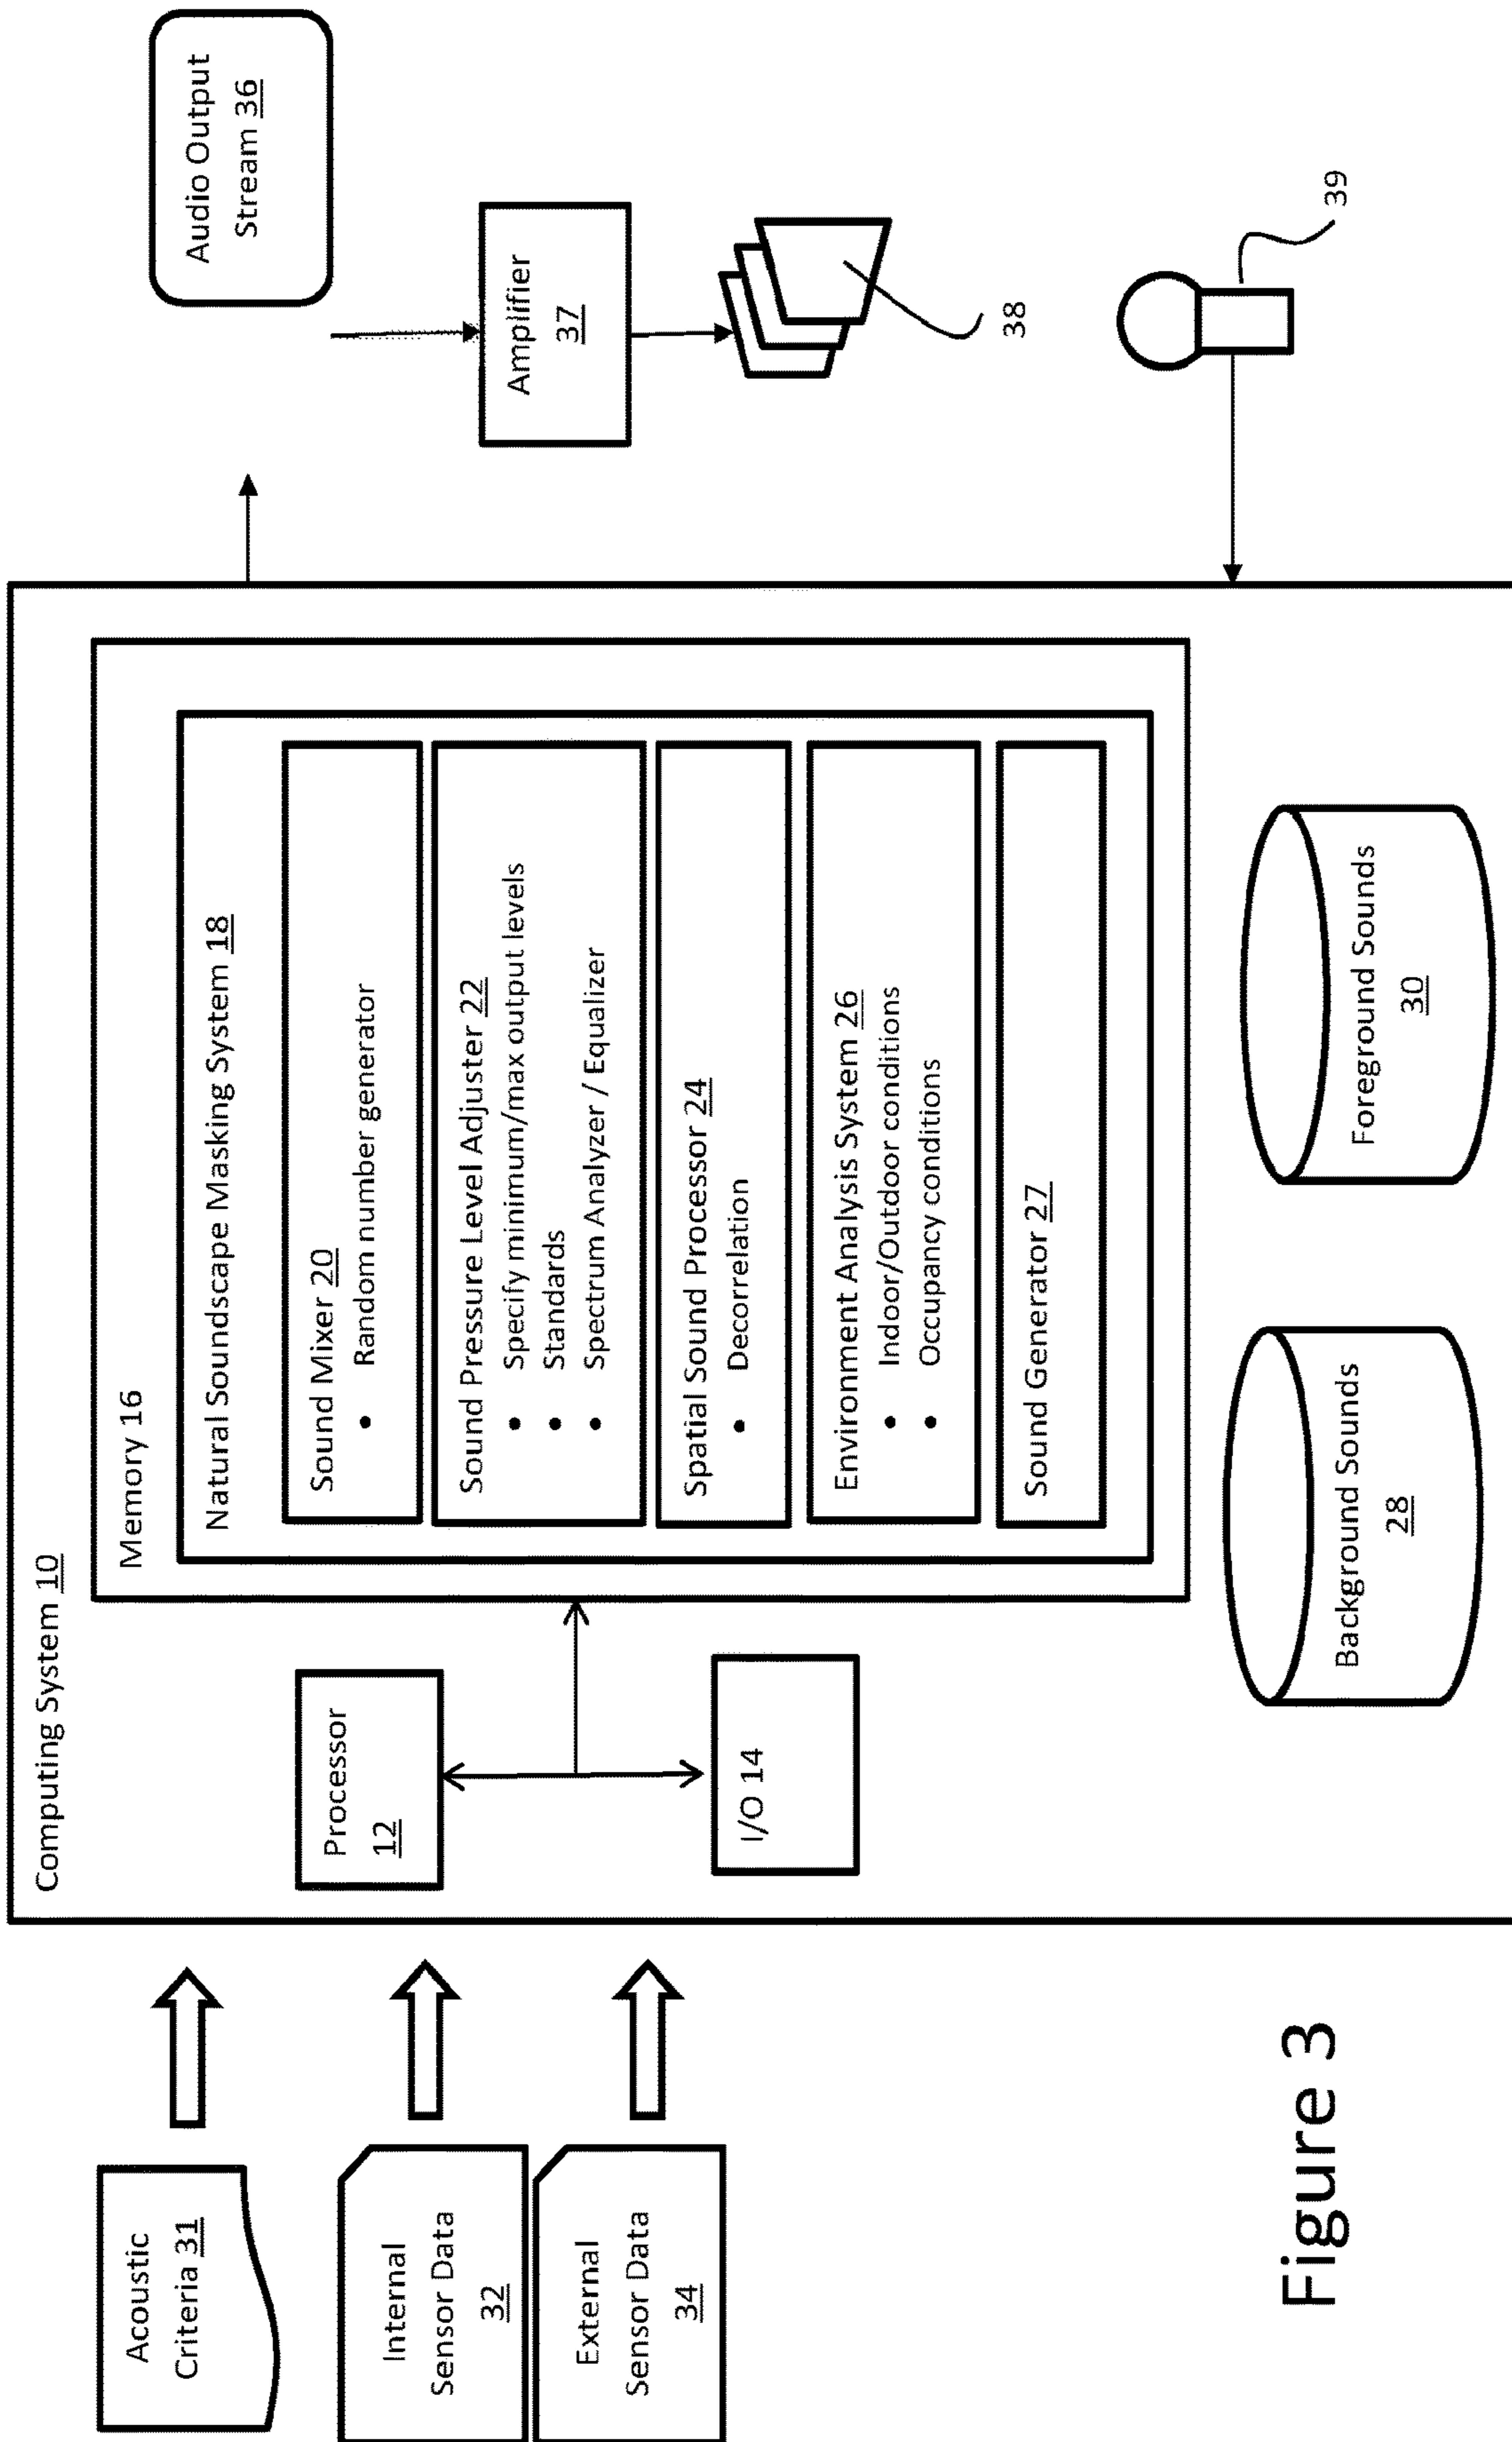 Acoustic
Criteria 31
Internal
Sensor Data
32
External
Sensor Data
34
Computing System 10
Processor
12
I/O 14
Memory 16
Natural Soundscape Masking System 18
Sound Mixer 20
• Random number generator
Sound Pressure Level Adjuster 22
• Specify minimum/max output levels
• Standards
• Spectrum Analyzer / Equalizer
Spatial Sound Processor 24
• Decorrelation
Environment Analysis System 26
• Indoor/Outdoor conditions
• Occupancy conditions
Sound Generator 27
Background Sounds
28
Foreground Sounds
30
Audio Output
Stream 36
Amplifier
37
38
39
Figure 3